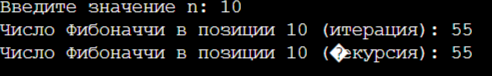 Введите значение n: 10
Число Фибоначчи в позиции 10 (итерация): 55
Число Фибоначчи в позиции 10 (�екурсия): 55